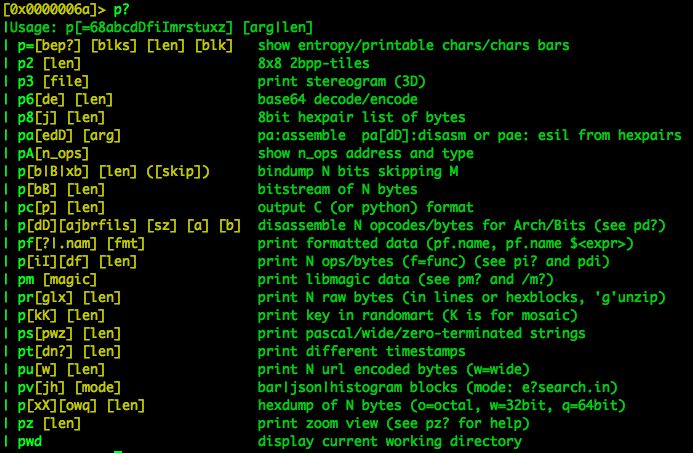 [0x0000006a]> p?
|Usage: p[=68abcdDfiImrstuxz] [arg|len]
| p=[bep?] [blks] [len] [blk]   show entropy/printable chars/chars bars
| p2 [len]                      8x8 2bpp-tiles
| p3 [file]                     print stereogram (3D)
| p6[de] [len]                  base64 decode/encode
| p8[j] [len]                   8bit hexpair list of bytes
| pa[edD] [arg]                 pa:assemble  pa[dD]:disasm or pae: esil from hexpairs
| pA[n_ops]                     show n_ops address and type
| p[b|B|xb] [len] ([skip])      bindump N bits skipping M
| p[bB] [len]                   bitstream of N bytes
| pc[p] [len]                   output C (or python) format
| p[dD][ajbrfils] [sz] [a] [b]  disassemble N opcodes/bytes for Arch/Bits (see pd?)
| pf[?|.nam] [fmt]              print formatted data (pf.name, pf.name $<expr>)
| p[iI][df] [len]               print N ops/bytes (f=func) (see pi? and pdi)
| pm [magic]                    print libmagic data (see pm? and /m?)
| pr[glx] [len]                 print N raw bytes (in lines or hexblocks, 'g'unzip)
| p[kK] [len]                   print key in randomart (K is for mosaic)
| ps[pwz] [len]                 print pascal/wide/zero-terminated strings
| pt[dn?] [len]                 print different timestamps
| pu[w] [len]                   print N url encoded bytes (w=wide)
| pv[jh] [mode]                 bar|json|histogram blocks (mode: e?search.in)
| p[xX][owq] [len]              hexdump of N bytes (o=octal, w=32bit, q=64bit)
| pz [len]                      print zoom view (see pz? for help)
| pwd                           display current working directory